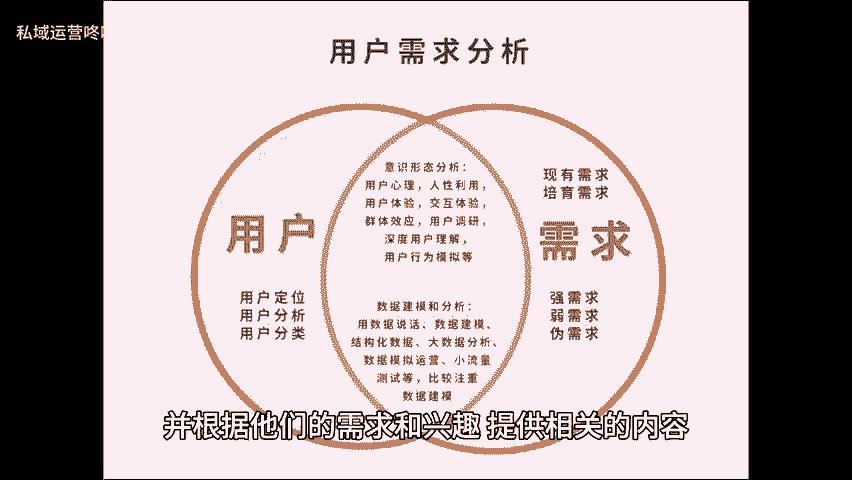 私域运营咚
用户需求分析
意识形态分析：
用户心理，人性利用，
用户体验，交互体验，
群体效应，用户调研，
深度用户理解，
用户行为模拟等
现有需求
培育需求
用户
需求
用户定位
用户分析
用户分类
强需求
弱需求
伪需求
数据建模和分析：
用数据说话、数据建模、
结构化数据、大数据分析、
数据模拟运营、小流量
测试等，比较注重
数据建模
并根据他们的需求和兴趣 提供相关的内容